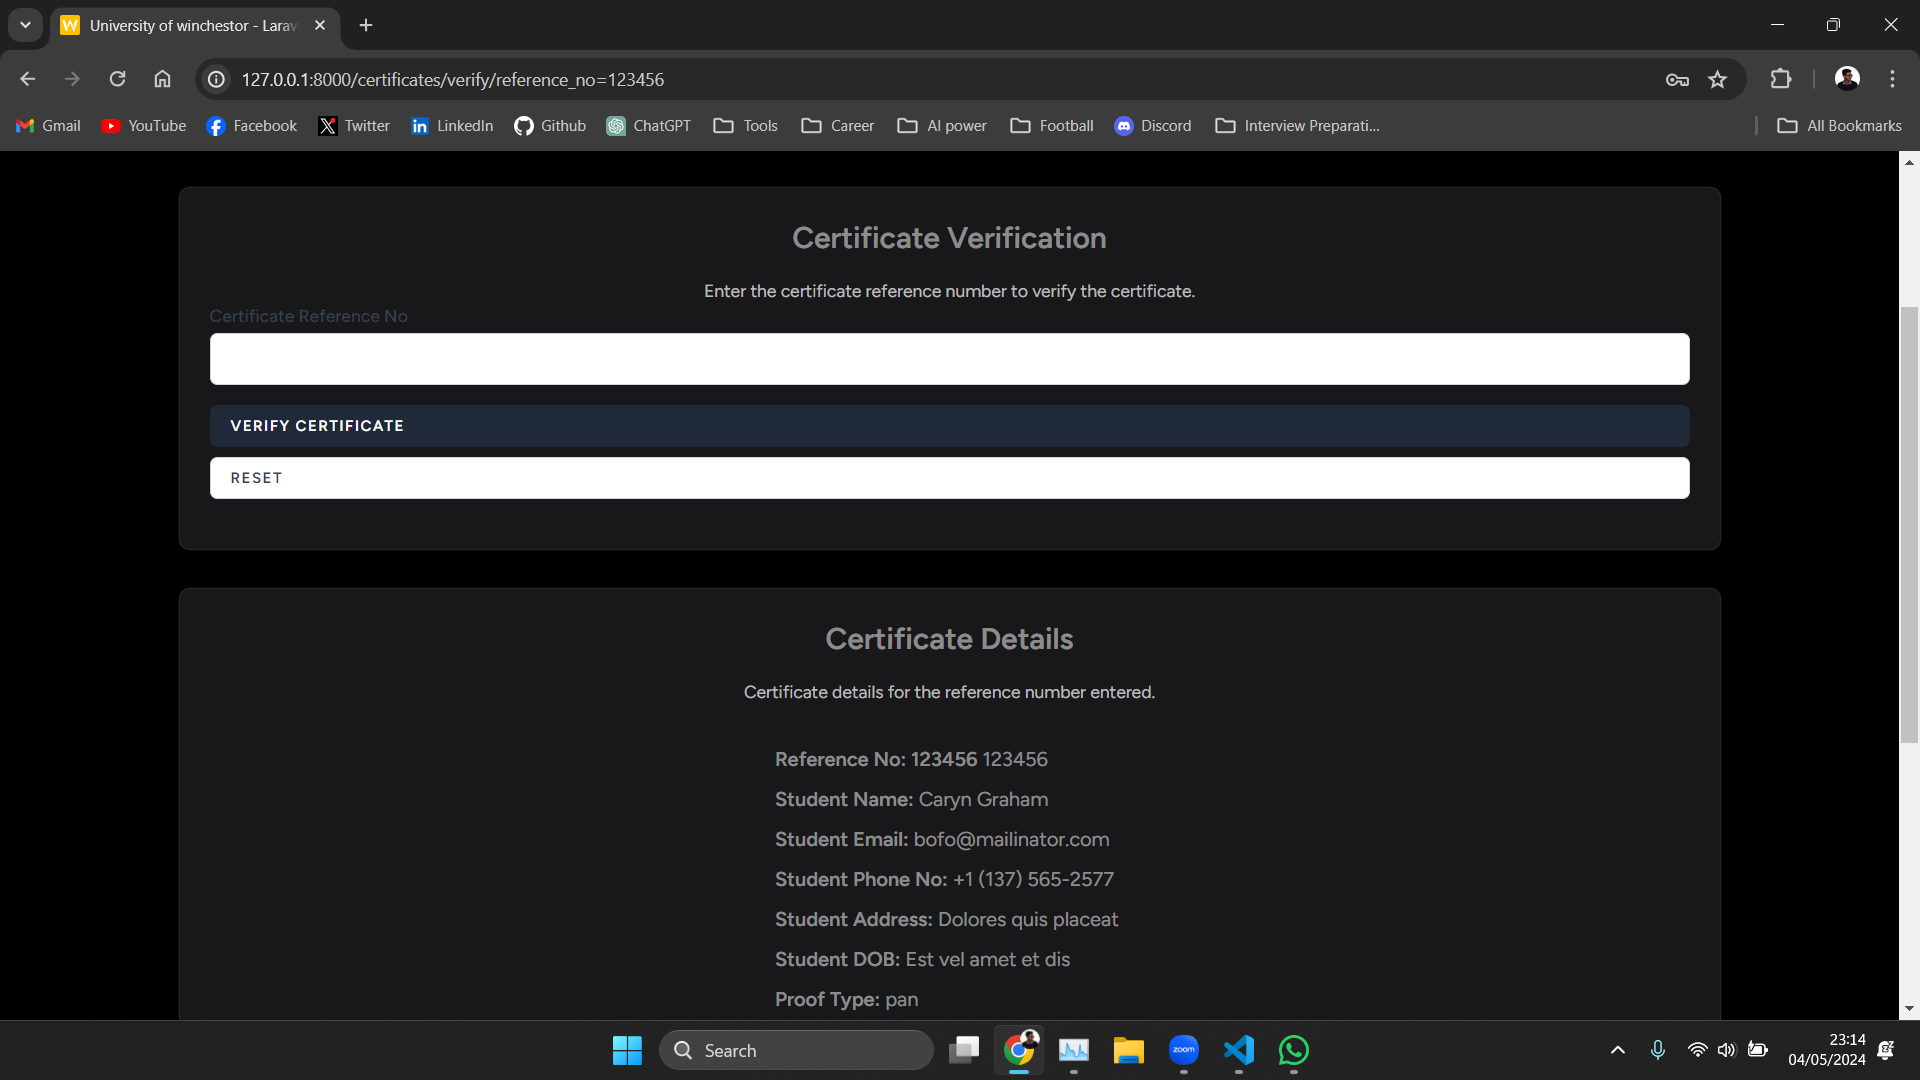 University of winchestor - Larav
127.0.0.1:8000/certificates/verify/reference_no=123456
Gmail
YouTube
Facebook
Twitter
LinkedIn
Github
ChatGPT
Tools
Career
AI power
Football
Discord
Interview Preparati...
All Bookmarks
Certificate Verification
Enter the certificate reference number to verify the certificate.
Certificate Reference No
VERIFY CERTIFICATE
RESET
Certificate Details
Certificate details for the reference number entered.
Reference No: 123456 123456
Student Name: Caryn Graham
Student Email: bofo@mailinator.com
Student Phone No: +1 (137) 565-2577
Student Address: Dolores quis placeat
Student DOB: Est vel amet et dis
Proof Type: pan
Search
zoom
23:14
04/05/2024